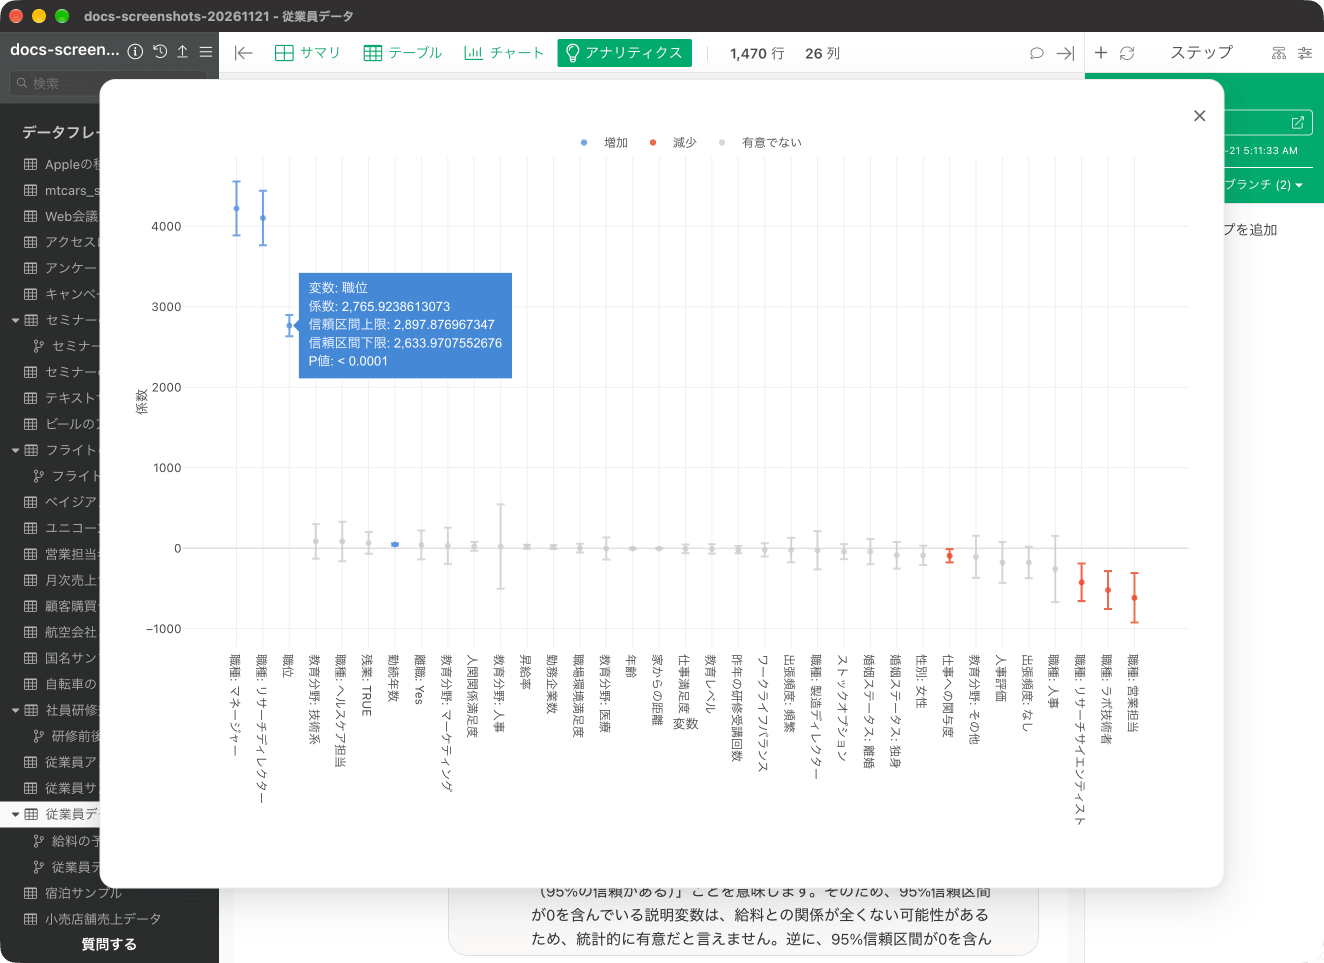 docs-screenshots-20261121 - 従業員データ
docs-screen...
サマリ
テーブル
チャート
アナリティクス
1,470 行
26 列
ステップ
検索
データフレー
Appleの
mtcars_s
Web会議
アクセス
アンケー
キャンペ
セミナー
セミナー
セミナー
テキスト
ビールの
フライト
フライト
ベイジア
ユニコー
営業担当
月次売上
顧客購買
航空会社
国名サン
自転車の
社員研修
研修前後
従業員ア
従業員サ
従業員デ
給料の予
従業員デ
宿泊サンプル
小売店舗売上データ
質問する
-21 5:11:33 AM
ブランチ (2)
プを追加
増加
減少
有意でない
係数
4000
3000
2000
1000
0
−1000
変数: 職位
係数: 2,765.9238613073
信頼区間上限: 2,897.876967347
信頼区間下限: 2,633.9707552676
P値: < 0.0001
職種: マネージャー
職種: リサーチディレクター
職位
教育分野: 技術系
職種: ヘルスケア担当
残業: TRUE
勤続年数
離職: Yes
教育分野: マーケティング
人間関係満足度
教育分野: 人事
昇給率
勤務企業数
職場環境満足度
教育分野: 医療
年齢
家からの距離
仕事満足度
教育レベル
昨年の研修受講回数
ワークライフバランス
出張頻度: 頻繁
職種: 製造ディレクター
ストックオプション
婚姻ステータス: 離婚
婚姻ステータス: 独身
性別: 女性
仕事への関与度
教育分野: その他
人事評価
出張頻度: なし
職種: 人事
職種: リサーチサイエンティスト
職種: ラボ技術者
職種: 営業担当
変数
(95%の信頼がある)」ことを意味します。そのため、95%信頼区間
が0を含んでいる説明変数は、給料との関係が全くない可能性がある
ため、統計的に有意だと言えません。逆に、95%信頼区間が0を含ん